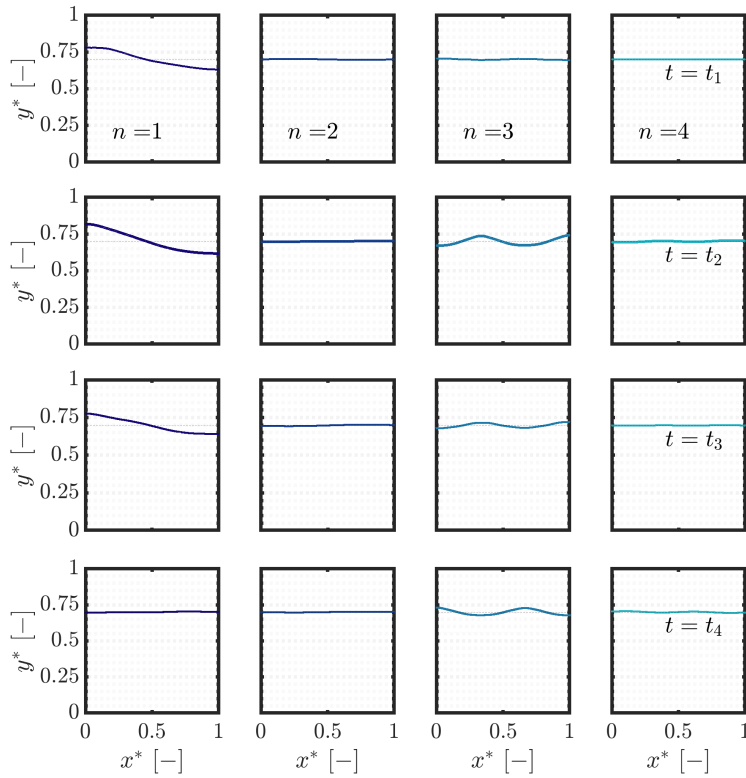 1
0.75
0.5
0.25
0
y* [−]
n =1
n =2
n =3
n =4
t = t₁
1
0.75
0.5
0.25
0
y* [−]
t = t₂
1
0.75
0.5
0.25
0
y* [−]
t = t₃
1
0.75
0.5
0.25
0
y* [−]
t = t₄
0 0.5 1
0 0.5 1
0 0.5 1
0 0.5 1
x* [−]
x* [−]
x* [−]
x* [−]